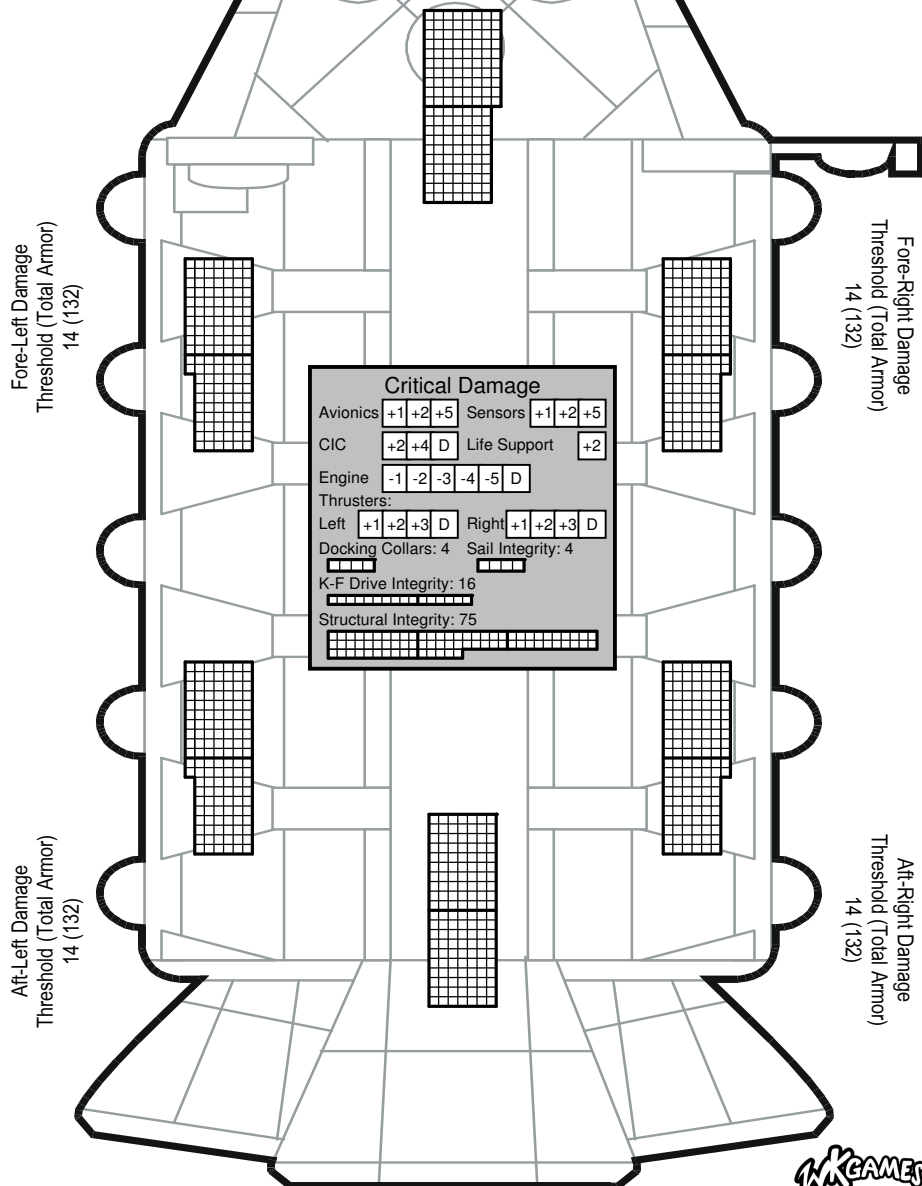 Fore-Left Damage
Threshold (Total Armor)
14 (132)
Fore-Right Damage
Threshold (Total Armor)
14 (132)
Critical Damage
Avionics +1 +2 +5 Sensors +1 +2 +5
CIC +2 +4 D Life Support +2
Engine -1 -2 -3 -4 -5 D
Thrusters:
Left +1 +2 +3 D Right +1 +2 +3 D
Docking Collars: 4 Sail Integrity: 4
K-F Drive Integrity: 16
Structural Integrity: 75
Aft-Left Damage
Threshold (Total Armor)
14 (132)
Aft-Right Damage
Threshold (Total Armor)
14 (132)
WKGAMES